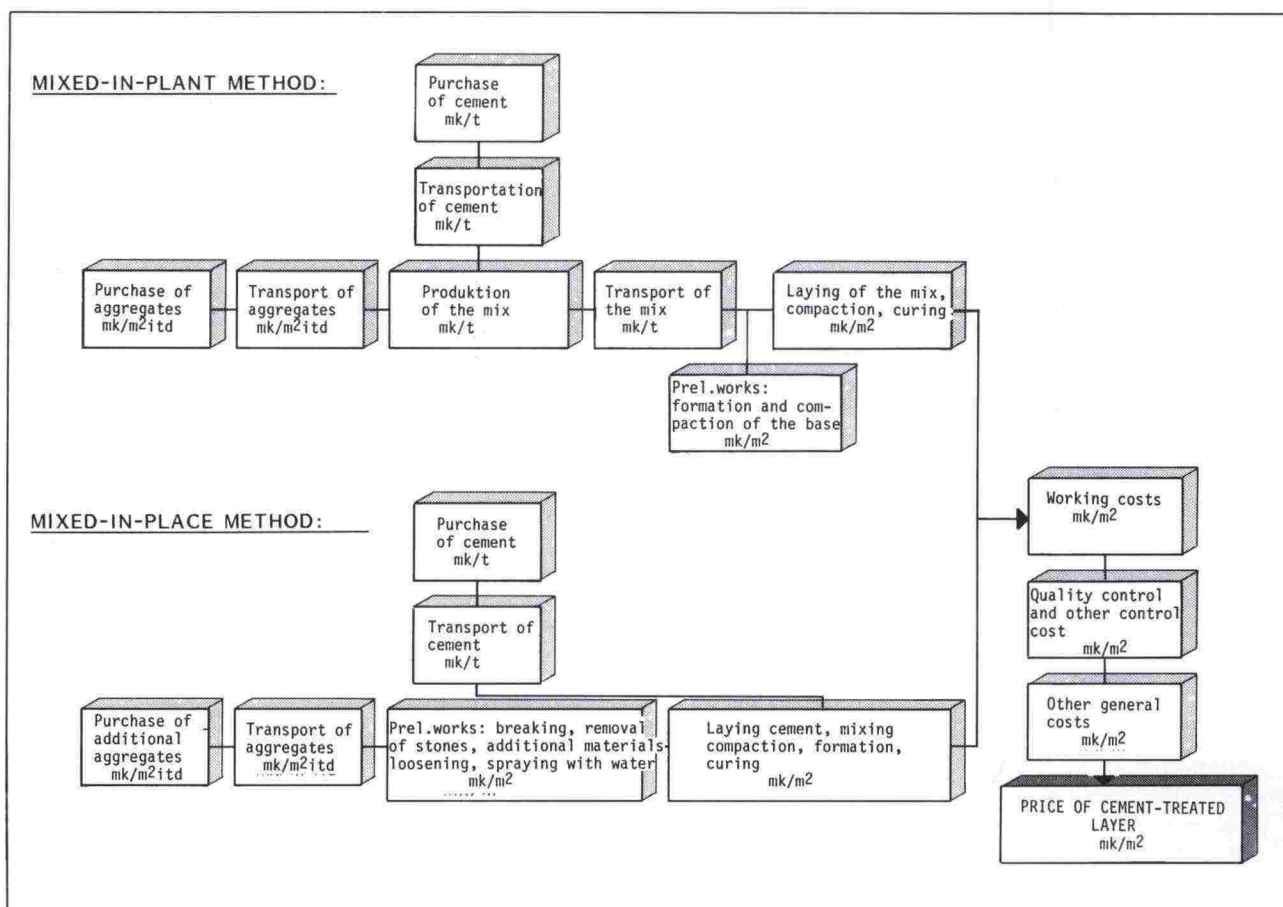 MIXED-IN-PLANT METHOD:
Purchase
of cement
mk/t
Transportation
of cement
mk/t
Purchase of
aggregates
mk/m²itd
Transport of
aggregates
mk/m²itd
Produktion
of the mix
mk/t
Transport of
the mix
mk/t
Laying of the mix,
compaction, curing
mk/m²
Prel.works:
formation and com-
paction of the base
mk/m²
MIXED-IN-PLACE METHOD:
Purchase
of cement
mk/t
Transport of
cement
mk/t
Purchase of
additional
aggregates
mk/m²itd
Transport of
aggregates
mk/m²itd
Prel.works: breaking, removal
of stones, additional materials
loosening, spraying with water
mk/m²
Laying cement, mixing
compaction, formation,
curing
mk/m²
Working costs
mk/m²
Quality control
and other control
cost
mk/m²
Other general
costs
mk/m²
PRICE OF CEMENT-TREATED
LAYER
mk/m²